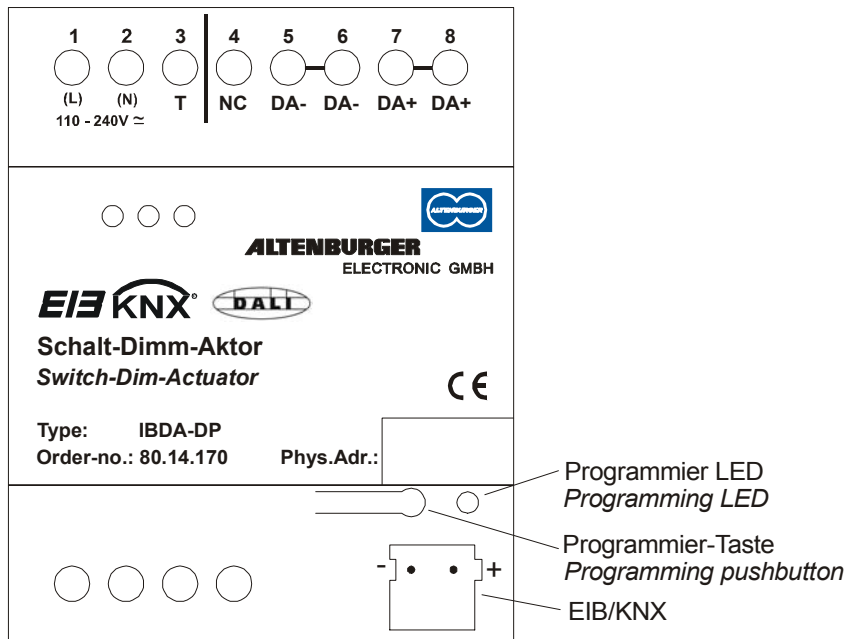 1 2 3 4 5 6 7 8
(L) (N) T NC DA- DA- DA+ DA+
110 - 240V ≃
ALTENBURGER
ALTENBURGER
ELECTRONIC GMBH
EIB KNX® DALI
Schalt-Dimm-Aktor
Switch-Dim-Actuator
CE
Type: IBDA-DP
Order-no.: 80.14.170 Phys.Adr.:
Programmier LED
Programming LED
Programmier-Taste
Programming pushbutton
- +
EIB/KNX